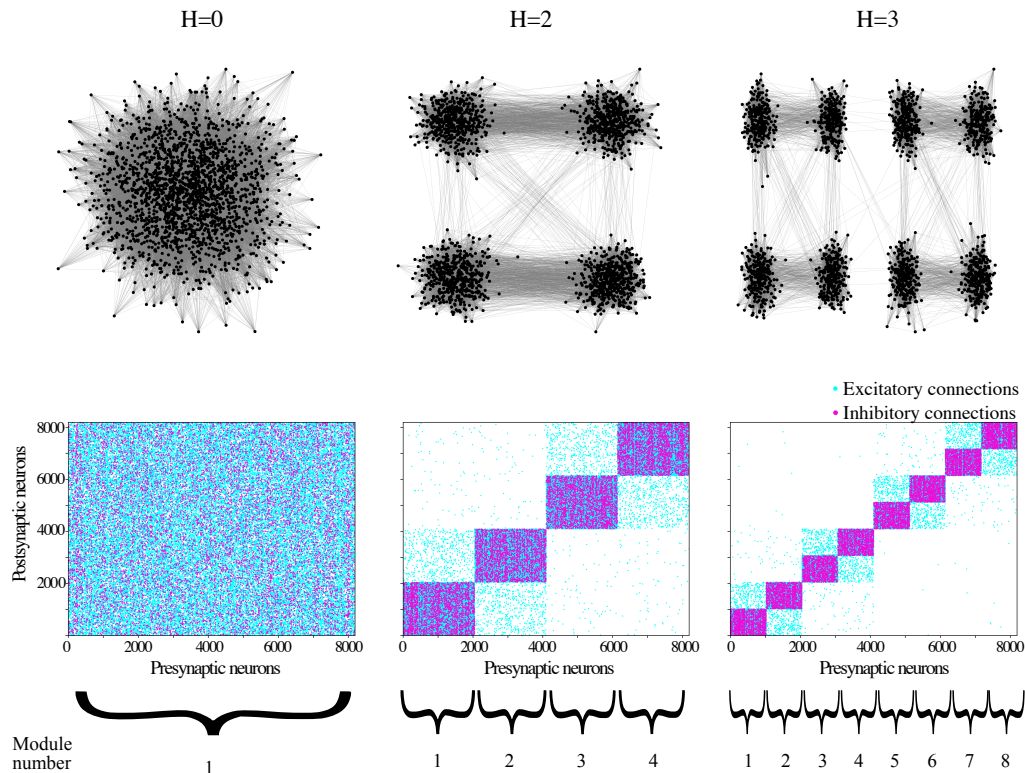 H=0 H=2 H=3
Excitatory connections
Inhibitory connections
Postsynaptic neurons
8000
6000
4000
2000
0 2000 4000 6000 8000
Presynaptic neurons
0 2000 4000 6000 8000
Presynaptic neurons
0 2000 4000 6000 8000
Presynaptic neurons
Module
number
1
1 2 3 4
1 2 3 4 5 6 7 8